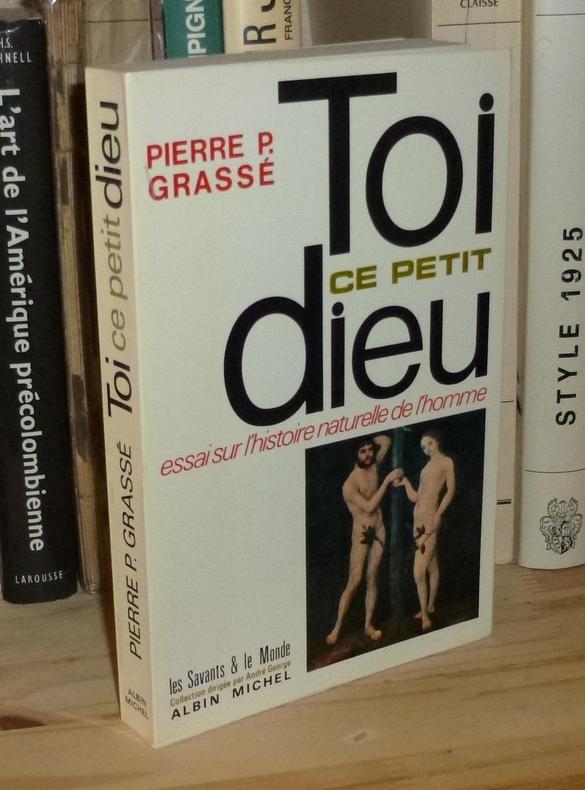 PIERRE P.
GRASSÉ
Toi
CE PETIT
dieu
essai sur l'histoire naturelle de l'homme
les Savants & le Monde
Collection dirigée par André George
ALBIN MICHEL
PIERRE P. GRASSÉ Toi ce petit dieu
ALBIN
MICHEL
L'art de l'Amérique précolombienne
LAROUSSE
CLAISSE
STYLE 1925